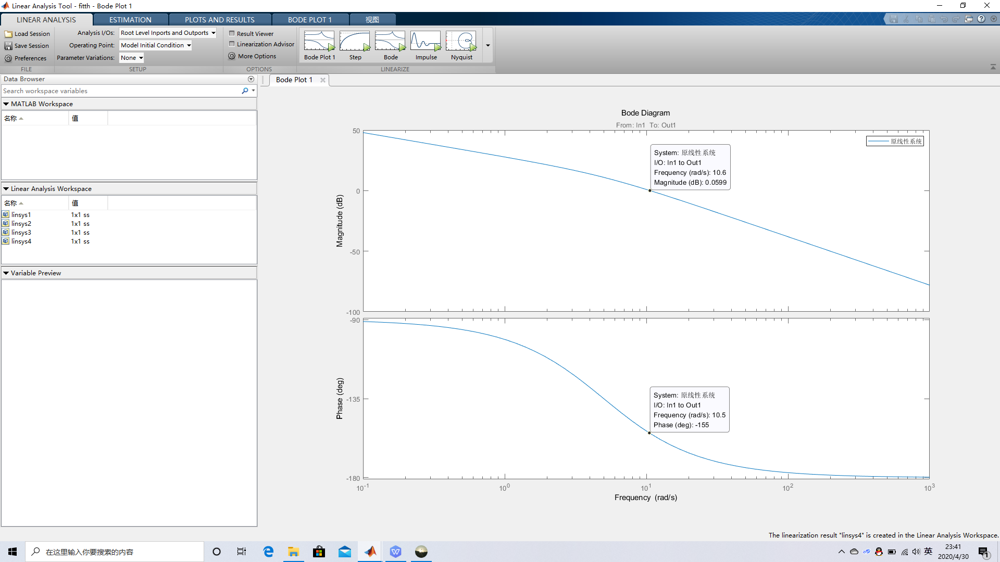 Linear Analysis Tool - fitth - Bode Plot 1
LINEAR ANALYSIS
ESTIMATION
PLOTS AND RESULTS
BODE PLOT 1
视图
Load Session
Save Session
Preferences
FILE
Analysis I/Os: Root Level Inports and Outports
Operating Point: Model Initial Condition
Parameter Variations: None
SETUP
Result Viewer
Linearization Advisor
More Options
OPTIONS
Bode Plot 1
Step
Bode
Impulse
Nyquist
LINEARIZE
Data Browser
Search workspace variables
MATLAB Workspace
名称 值
Linear Analysis Workspace
名称 值
linsys1 1x1 ss
linsys2 1x1 ss
linsys3 1x1 ss
linsys4 1x1 ss
Variable Preview
Bode Plot 1
Bode Diagram
From: In1 To: Out1
原线性系统
Magnitude (dB)
50
0
-50
-100
System: 原线性系统
I/O: In1 to Out1
Frequency (rad/s): 10.6
Magnitude (dB): 0.0599
Phase (deg)
-90
-135
-180
System: 原线性系统
I/O: In1 to Out1
Frequency (rad/s): 10.5
Phase (deg): -155
10-1 100 101 102 103
Frequency (rad/s)
The linearization result "linsys4" is created in the Linear Analysis Workspace.
在这里输入你要搜索的内容
英
23:41
2020/4/30
1